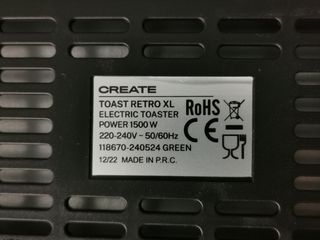 CREATE
TOAST RETRO XL
ELECTRIC TOASTER
POWER 1500 W
220-240V - 50/60Hz
118670-240524 GREEN
12/22 MADE IN P.R.C.
RoHS
CE